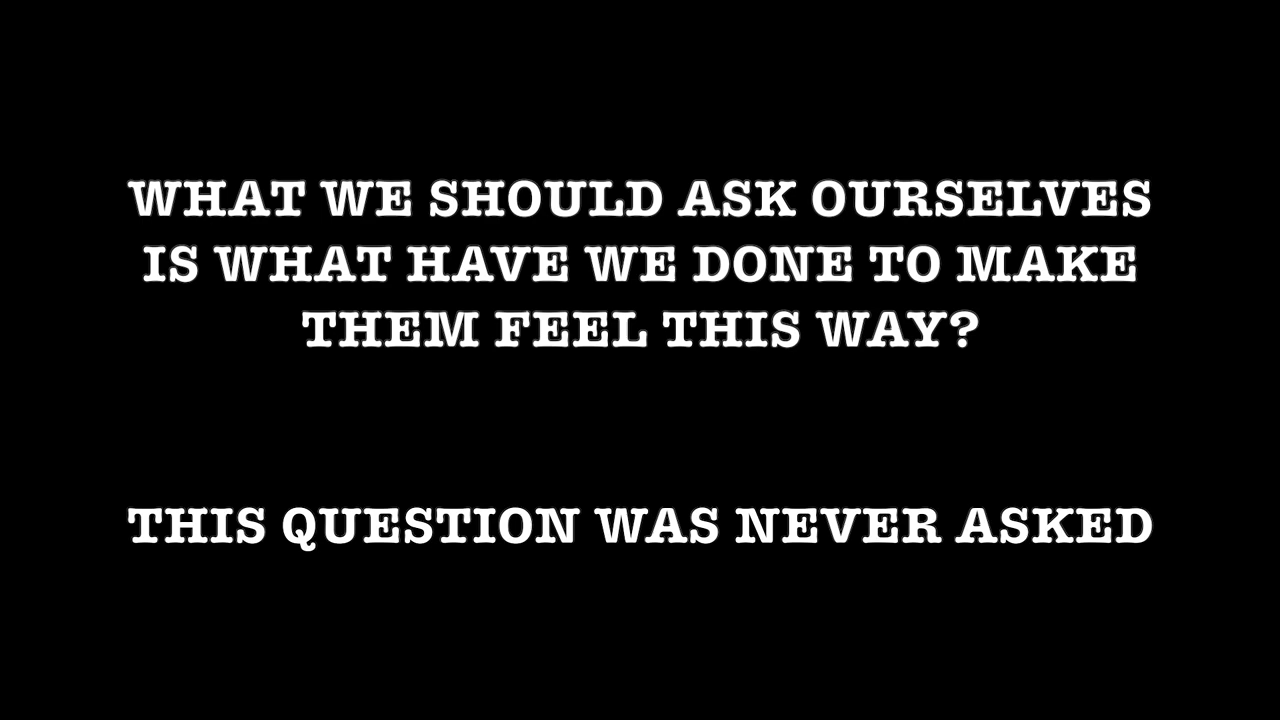 WHAT WE SHOULD ASK OURSELVES
IS WHAT HAVE WE DONE TO MAKE
THEM FEEL THIS WAY?
THIS QUESTION WAS NEVER ASKED